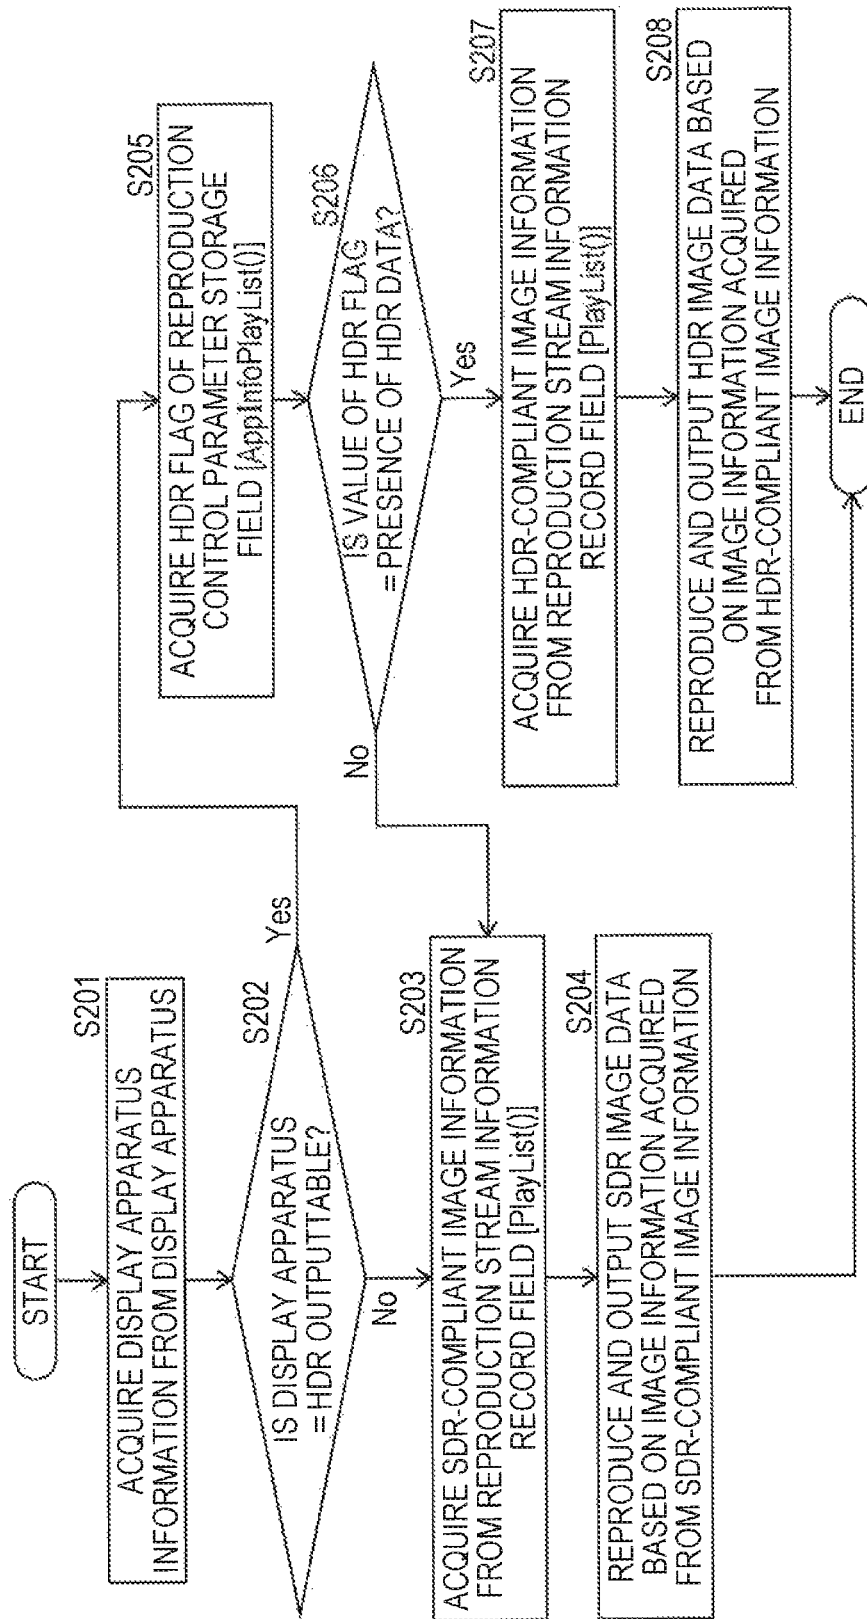 START
S201
ACQUIRE DISPLAY APPARATUS
INFORMATION FROM DISPLAY APPARATUS
S202
IS DISPLAY APPARATUS
=HDR OUTPUTTABLE?
Yes
No
S203
ACQUIRE SDR-COMPLIANT IMAGE INFORMATION
FROM REPRODUCTION STREAM INFORMATION
RECORD FIELD [PlayList()]
S204
REPRODUCE AND OUTPUT SDR IMAGE DATA
BASED ON IMAGE INFORMATION ACQUIRED
FROM SDR-COMPLIANT IMAGE INFORMATION
S205
ACQUIRE HDR FLAG OF REPRODUCTION
CONTROL PARAMETER STORAGE
FIELD [AppInfoPlayList()]
S206
IS VALUE OF HDR FLAG
=PRESENCE OF HDR DATA?
No
Yes
S207
ACQUIRE HDR-COMPLIANT IMAGE INFORMATION
FROM REPRODUCTION STREAM INFORMATION
RECORD FIELD [PlayList()]
S208
REPRODUCE AND OUTPUT HDR IMAGE DATA BASED
ON IMAGE INFORMATION ACQUIRED
FROM HDR-COMPLIANT IMAGE INFORMATION
END